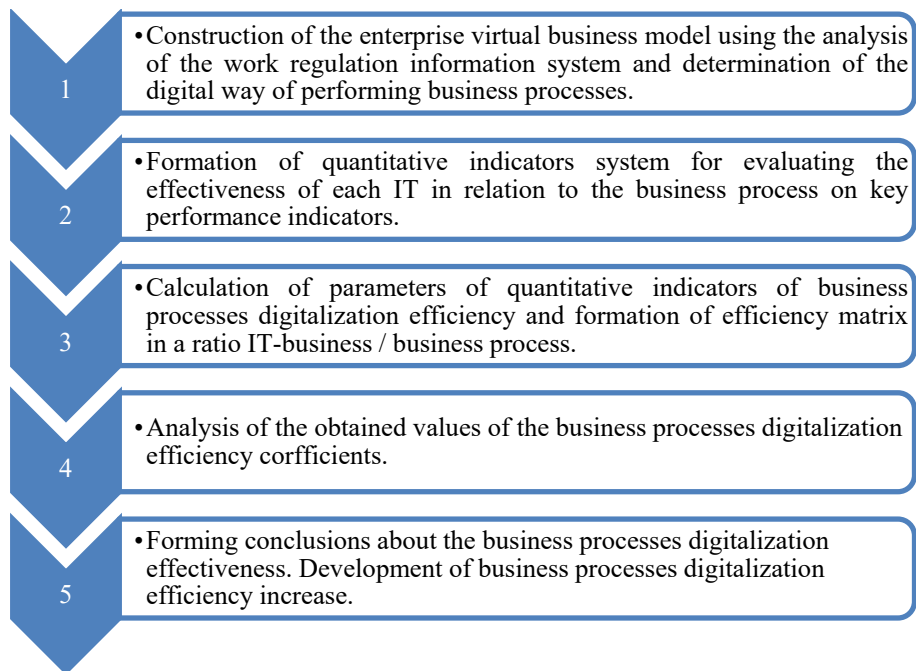 1
•Construction of the enterprise virtual business model using the analysis
of the work regulation information system and determination of the
digital way of performing business processes.
2
•Formation of quantitative indicators system for evaluating the
effectiveness of each IT in relation to the business process on key
performance indicators.
3
•Calculation of parameters of quantitative indicators of business
processes digitalization efficiency and formation of efficiency matrix
in a ratio IT-business / business process.
4
•Analysis of the obtained values of the business processes digitalization
efficiency corfficients.
5
•Forming conclusions about the business processes digitalization
effectiveness. Development of business processes digitalization
efficiency increase.